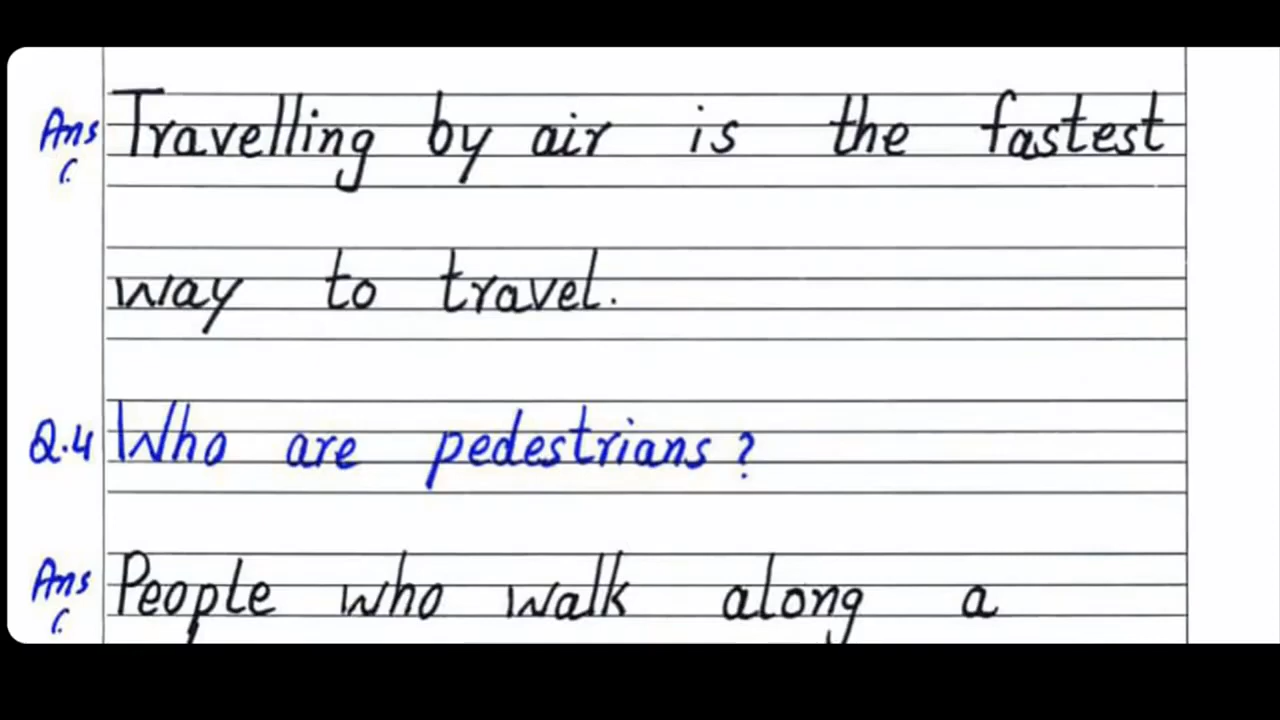 Ans Travelling by air is the fastest
way to travel.
Q.4 Who are pedestrians?
Ans People who walk along a